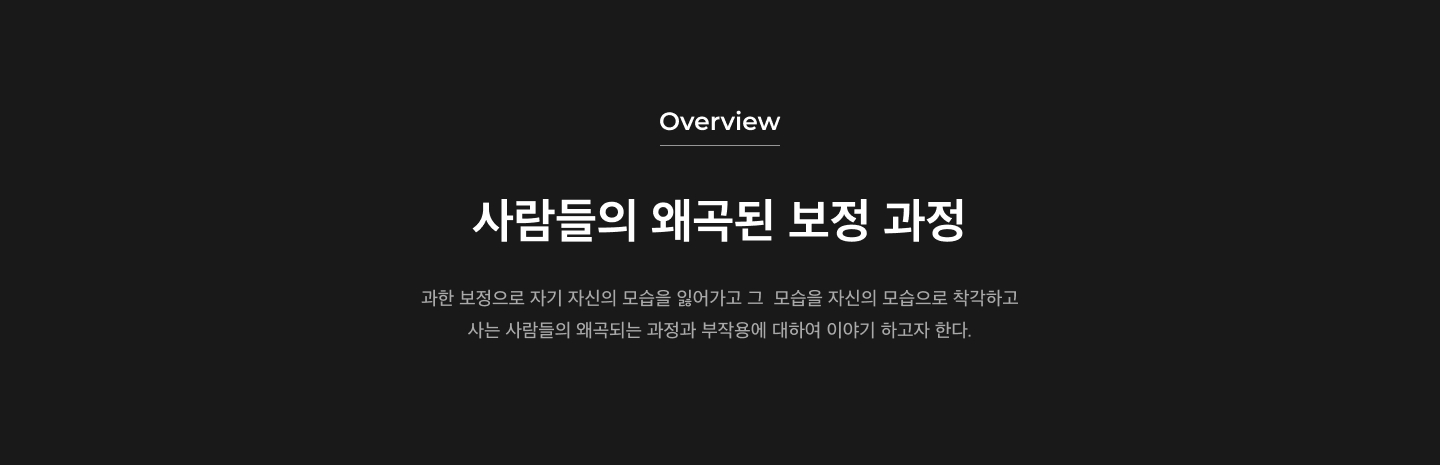 Overview
사람들의 왜곡된 보정 과정
과한 보정으로 자기 자신의 모습을 잃어가고 그  모습을 자신의 모습으로 착각하고
사는 사람들의 왜곡되는 과정과 부작용에 대하여 이야기 하고자 한다.